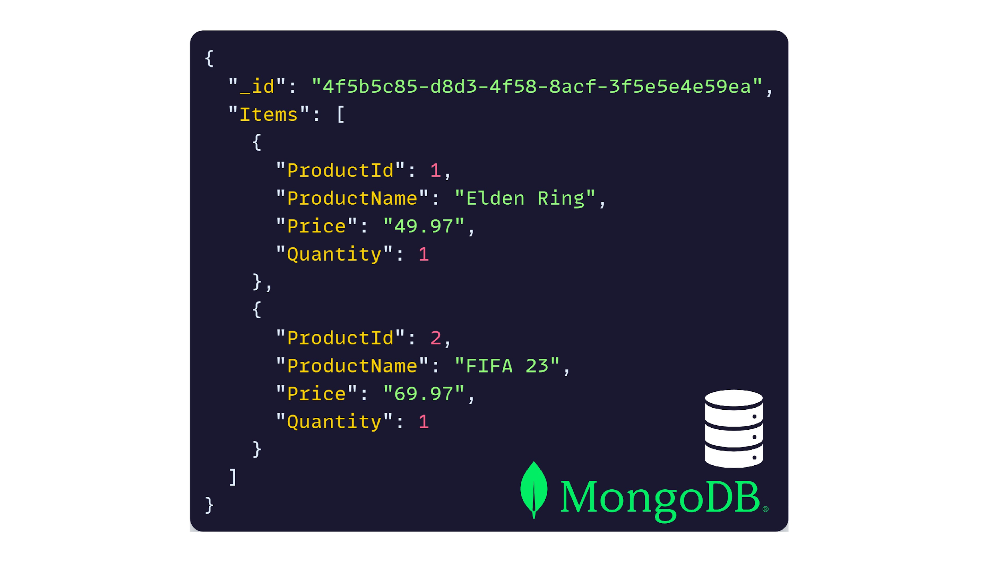 {
  "_id": "4f5b5c85-d8d3-4f58-8acf-3f5e5e4e59ea",
  "Items": [
    {
      "ProductId": 1,
      "ProductName": "Elden Ring",
      "Price": "49.97",
      "Quantity": 1
    },
    {
      "ProductId": 2,
      "ProductName": "FIFA 23",
      "Price": "69.97",
      "Quantity": 1
    }
  ]
}
MongoDB®